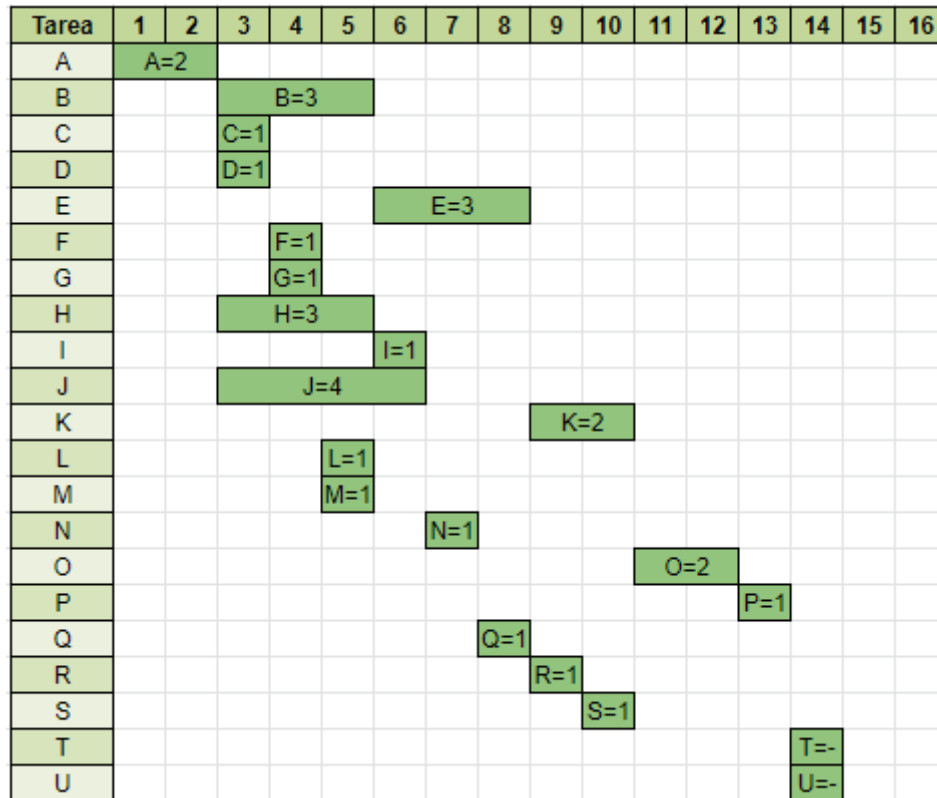 Tarea 1 2 3 4 5 6 7 8 9 10 11 12 13 14 15 16
A A=2
B B=3
C C=1
D D=1
E E=3
F F=1
G G=1
H H=3
I I=1
J J=4
K K=2
L L=1
M M=1
N N=1
O O=2
P P=1
Q Q=1
R R=1
S S=1
T T=-
U U=-